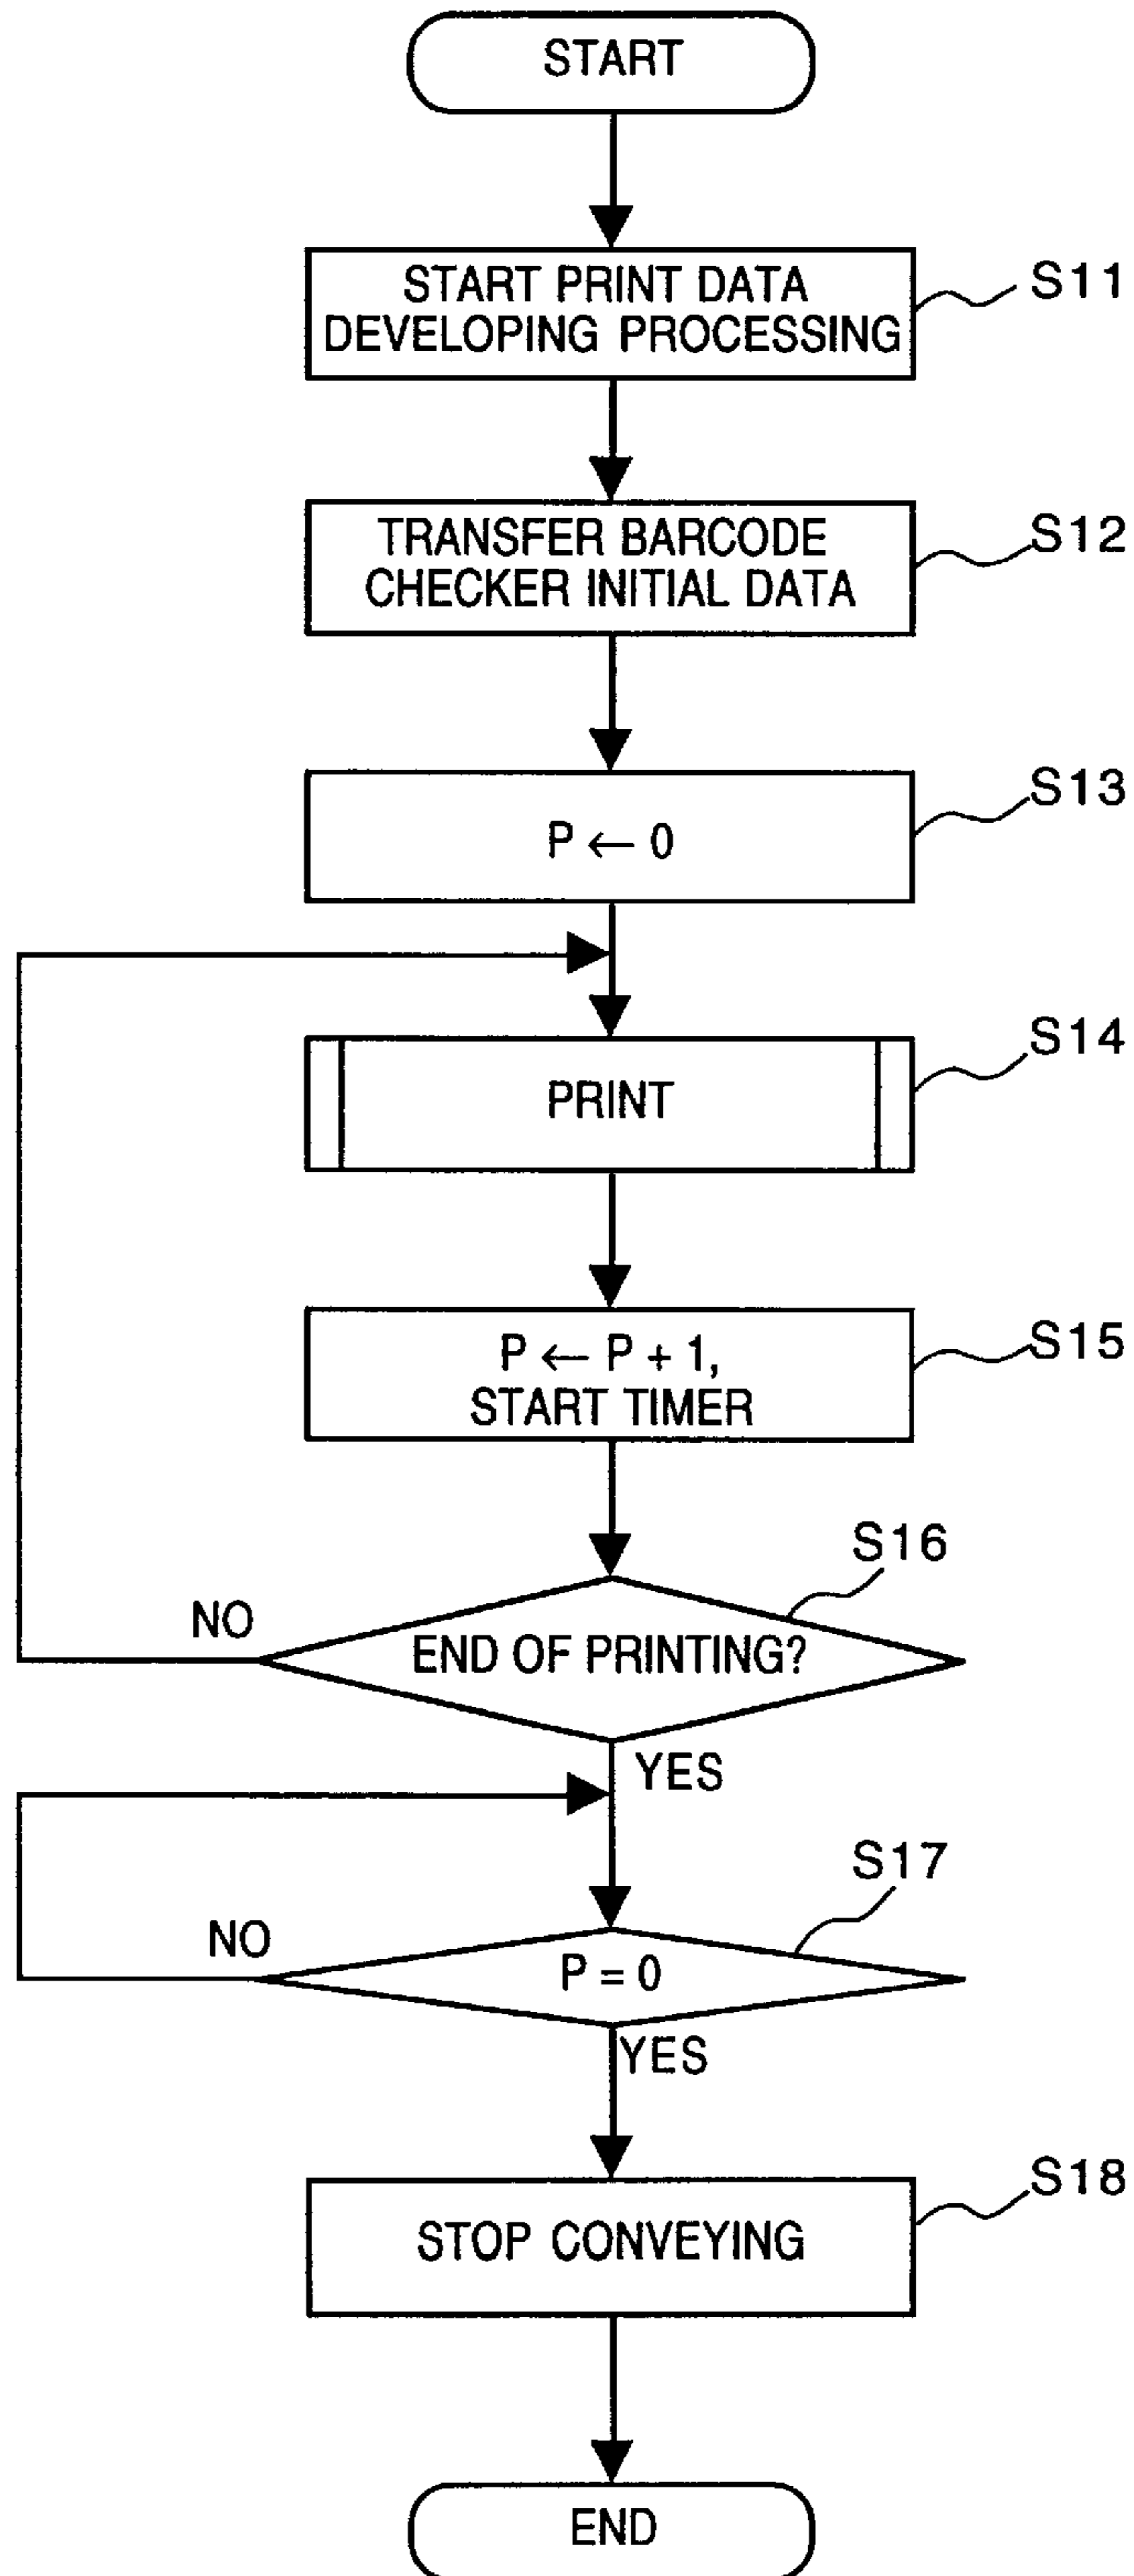 START
START PRINT DATA
DEVELOPING PROCESSING
S11
TRANSFER BARCODE
CHECKER INITIAL DATA
S12
P ← 0
S13
PRINT
S14
P ← P + 1,
START TIMER
S15
END OF PRINTING?
S16
NO
YES
P = 0
S17
NO
YES
STOP CONVEYING
S18
END